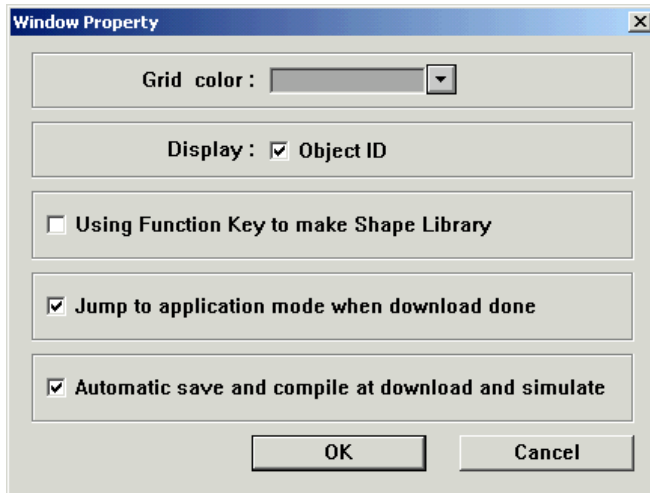 Window Property
Grid color :
Display : Object ID
Using Function Key to make Shape Library
Jump to application mode when download done
Automatic save and compile at download and simulate
OK Cancel